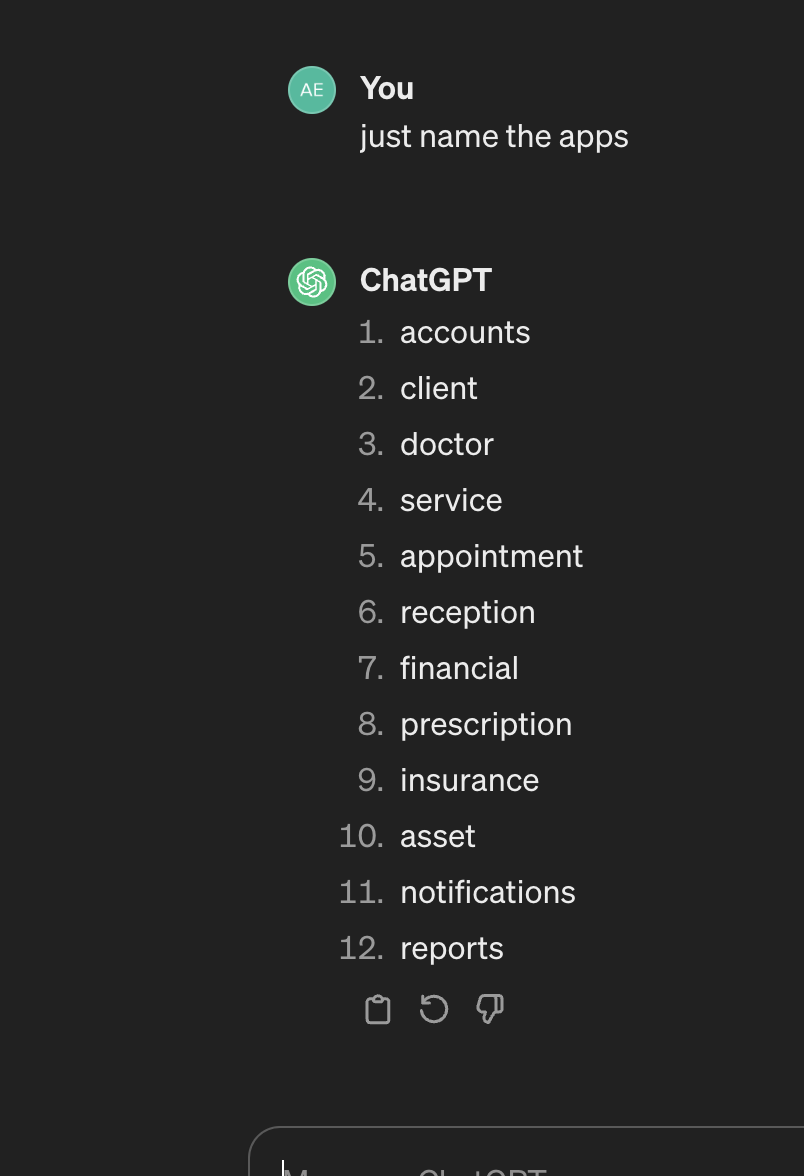 AE
You
just name the apps
ChatGPT
1. accounts
2. client
3. doctor
4. service
5. appointment
6. reception
7. financial
8. prescription
9. insurance
10. asset
11. notifications
12. reports